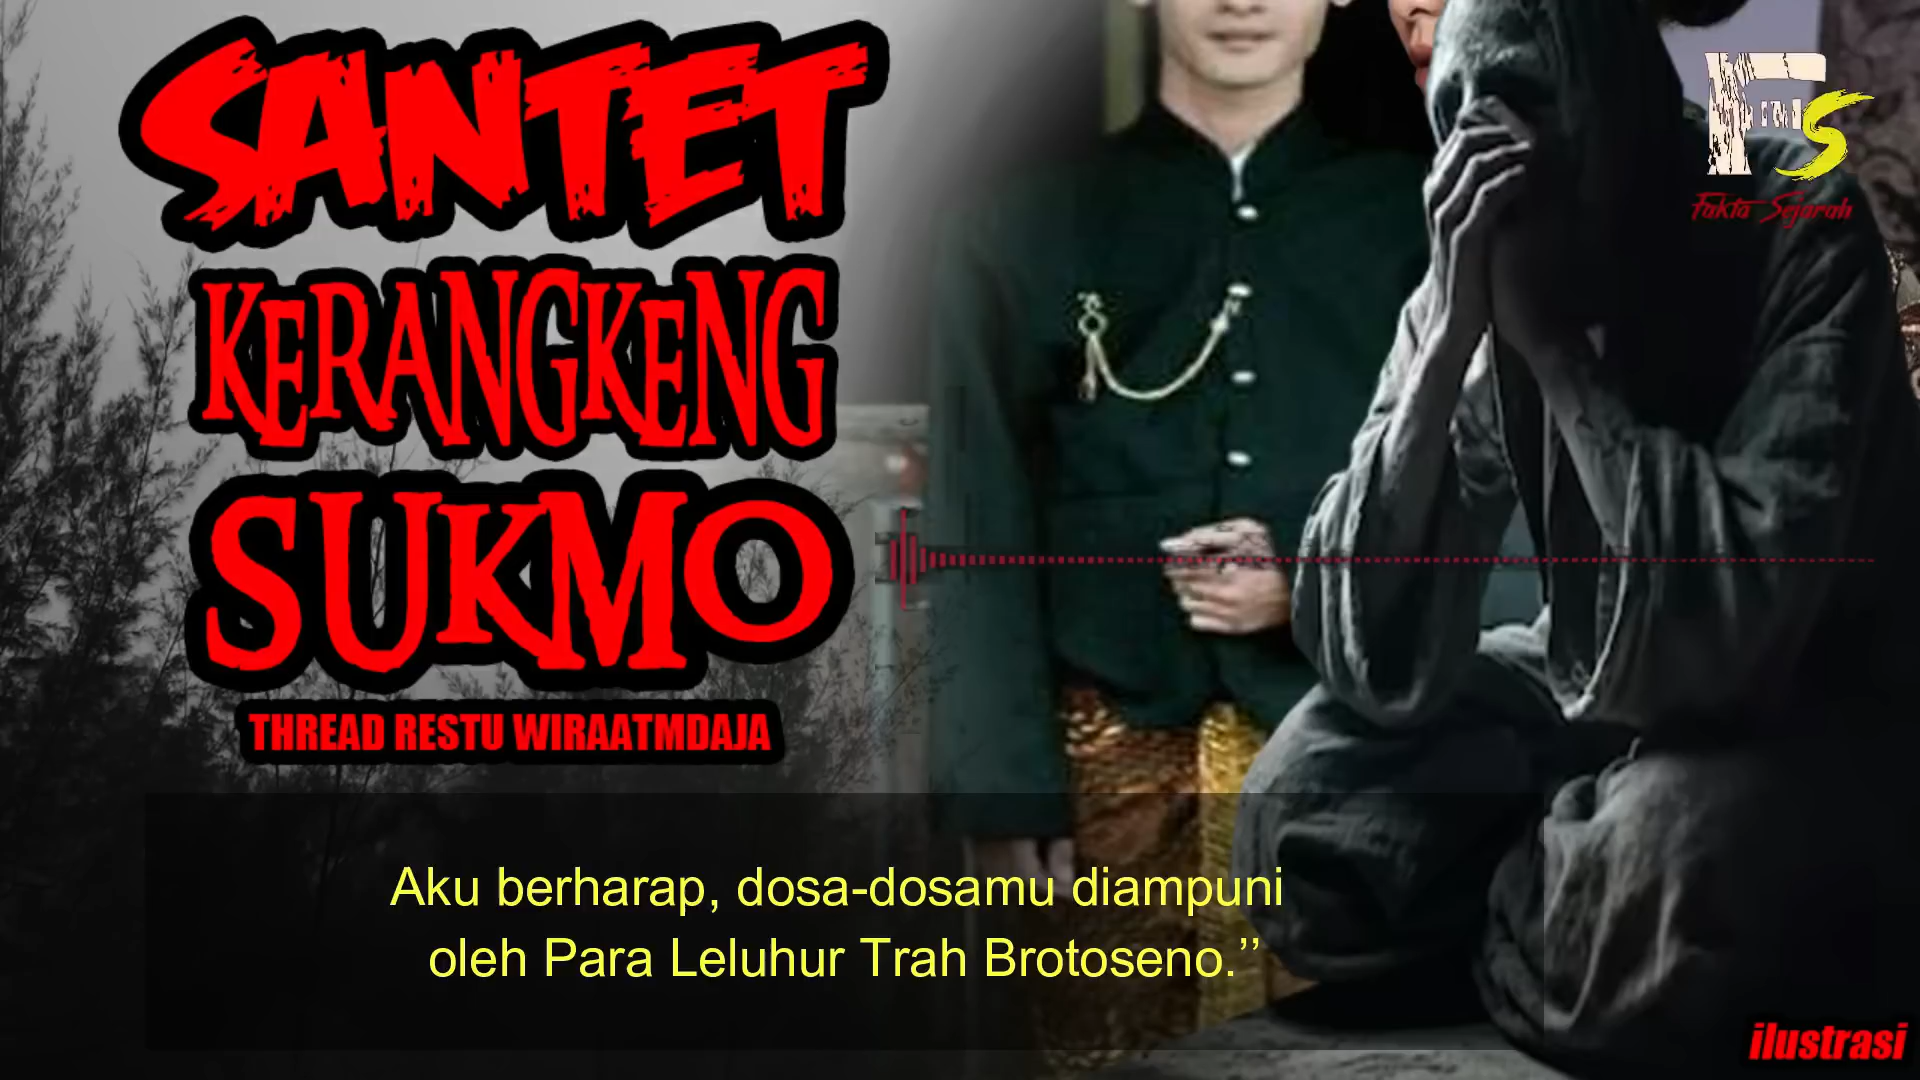 SANTET
KERANGKENG
SUKMO
THREAD RESTU WIRAATMDAJA
FS
Fakta Sejarah
Aku berharap, dosa-dosamu diampuni
oleh Para Leluhur Trah Brotoseno.’’
ilustrasi